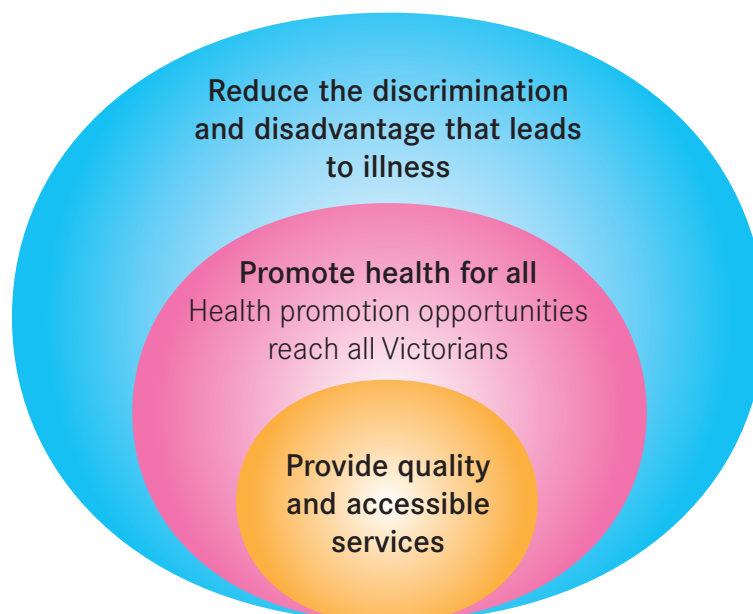 Reduce the discrimination
and disadvantage that leads
to illness
Promote health for all
Health promotion opportunities
reach all Victorians
Provide quality
and accessible
services